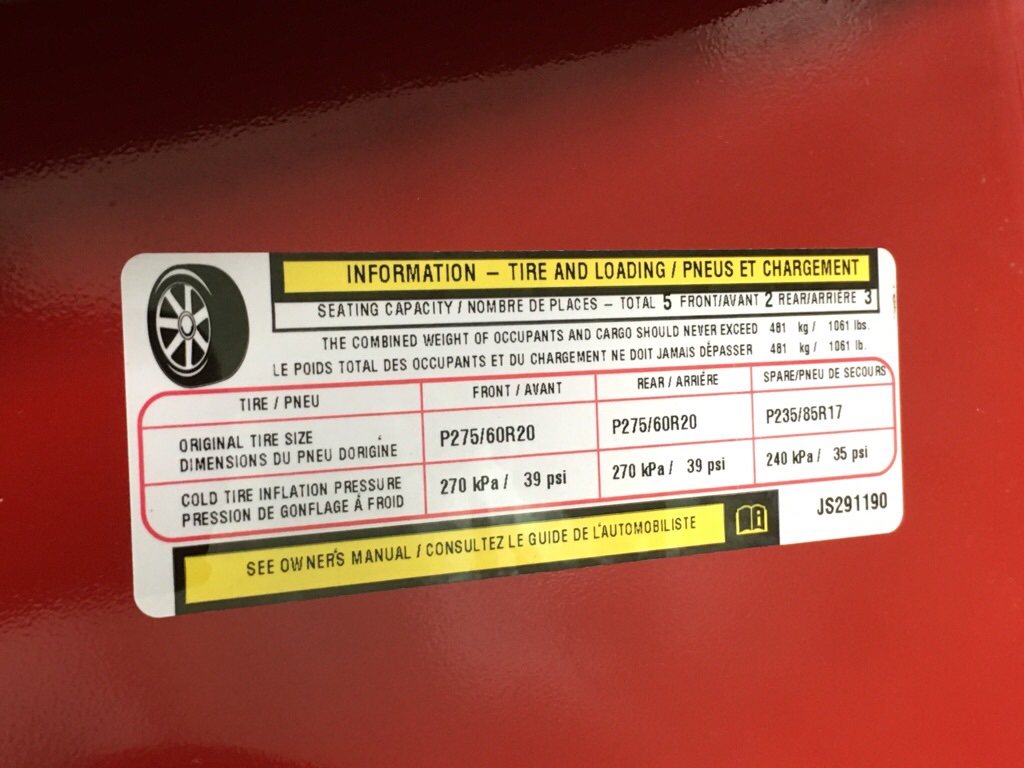 INFORMATION – TIRE AND LOADING / PNEUS ET CHARGEMENT
SEATING CAPACITY / NOMBRE DE PLACES – TOTAL 5 FRONT/AVANT 2 REAR/ARRIÉRE 3
THE COMBINED WEIGHT OF OCCUPANTS AND CARGO SHOULD NEVER EXCEED 481 kg / 1061 lbs.
LE POIDS TOTAL DES OCCUPANTS ET DU CHARGEMENT NE DOIT JAMAIS DÉPASSER 481 kg / 1061 lb.
TIRE / PNEU FRONT / AVANT REAR / ARRIÉRE SPARE/PNEU DE SECOURS
ORIGINAL TIRE SIZE
DIMENSIONS DU PNEU DORIGINE P275/60R20 P275/60R20 P235/85R17
COLD TIRE INFLATION PRESSURE
PRESSION DE GONFLAGE À FROID 270 kPa / 39 psi 270 kPa / 39 psi 240 kPa / 35 psi
SEE OWNER'S MANUAL / CONSULTEZ LE GUIDE DE L'AUTOMOBILISTE
JS291190